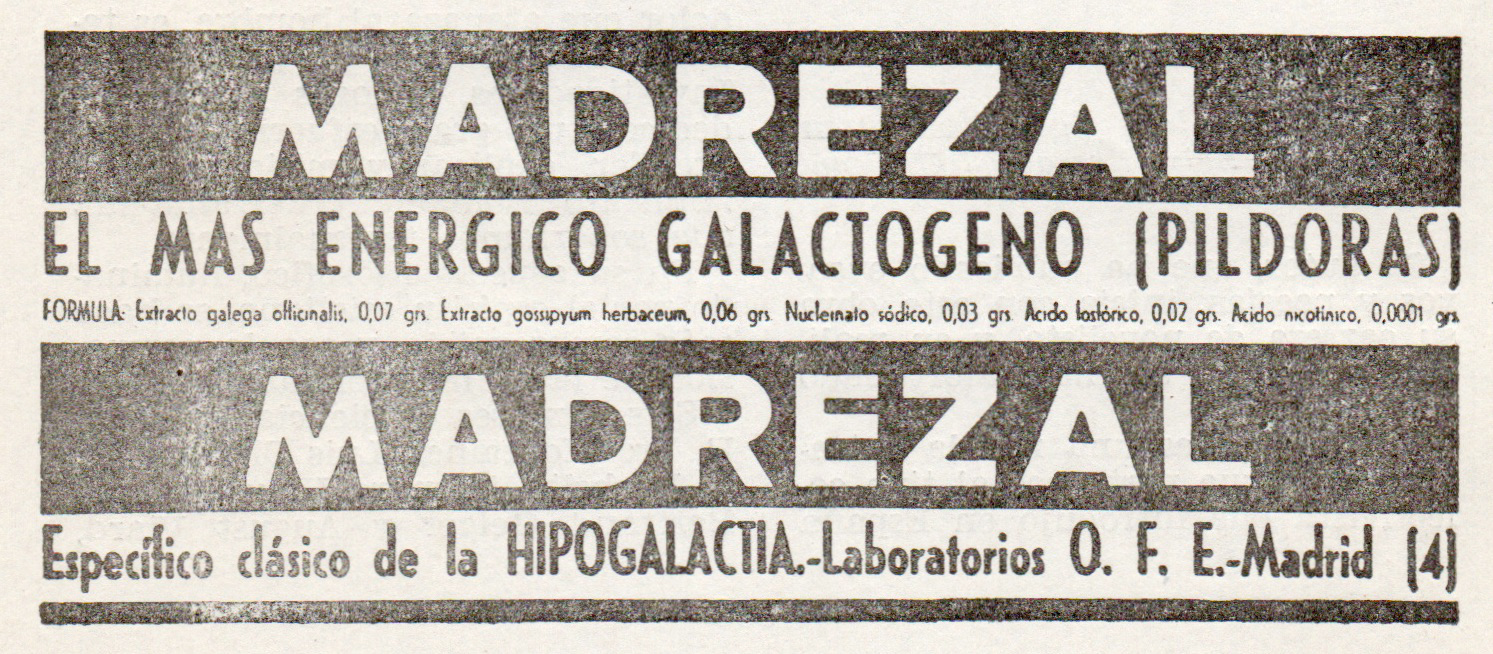 MADREZAL
EL MAS ENERGICO GALACTOGENO (PILDORAS)
FORMULA: Extracto galega officinalis, 0,07 grs. Extracto gossipyum herbaceum, 0,06 grs. Nucleinato sódico, 0,03 grs. Acido fosfórico, 0,02 grs. Acido nicotínico, 0,0001 grs.
MADREZAL
Específico clásico de la HIPOGALACTIA.-Laboratorios O. F. E.-Madrid (4)